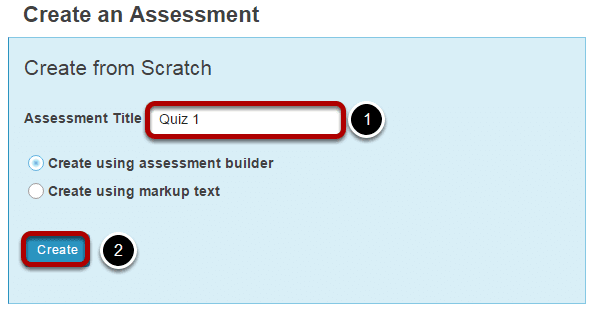 Create an Assessment
Create from Scratch
Assessment Title Quiz 1 1
Create using assessment builder
Create using markup text
Create 2